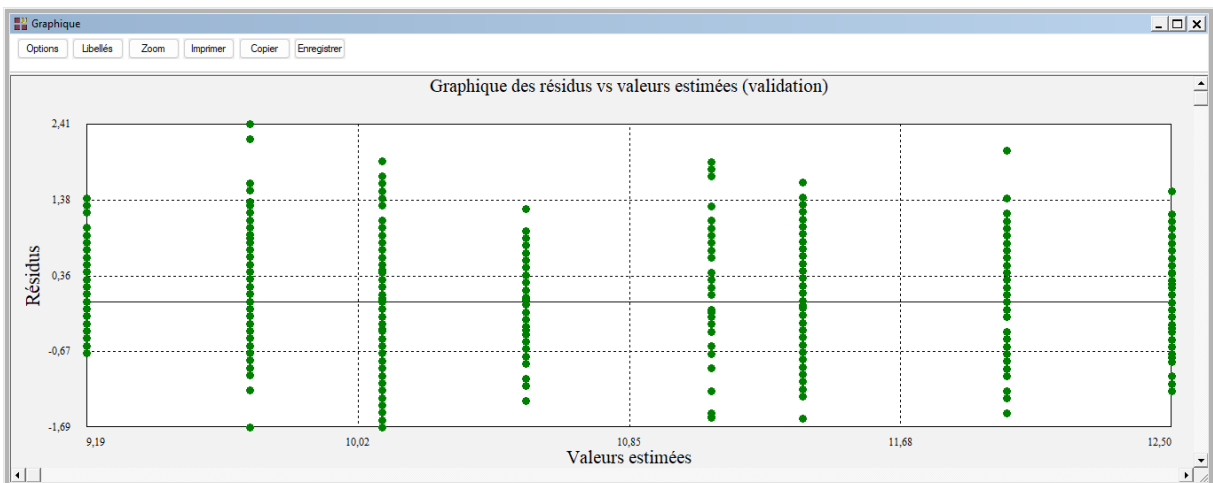 Graphique
Options Libellés Zoom Imprimer Copier Enregistrer
Graphique des résidus vs valeurs estimées (validation)
2,41
1,38
0,36
-0,67
-1,69
Résidus
9,19 10,02 10,85 11,68 12,50
Valeurs estimées